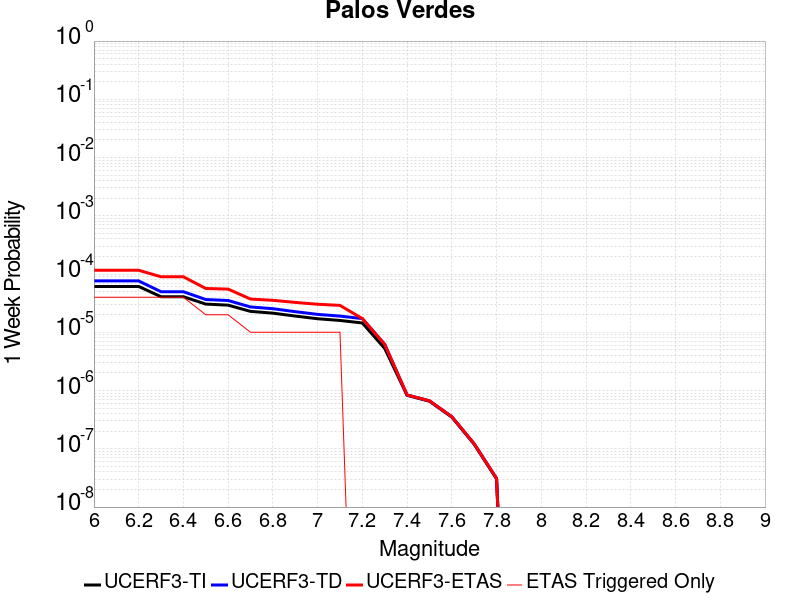 Palos Verdes
1 Week Probability
10^0
10^-1
10^-2
10^-3
10^-4
10^-5
10^-6
10^-7
10^-8
6 6.2 6.4 6.6 6.8 7 7.2 7.4 7.6 7.8 8 8.2 8.4 8.6 8.8 9
Magnitude
UCERF3-TI UCERF3-TD UCERF3-ETAS ETAS Triggered Only